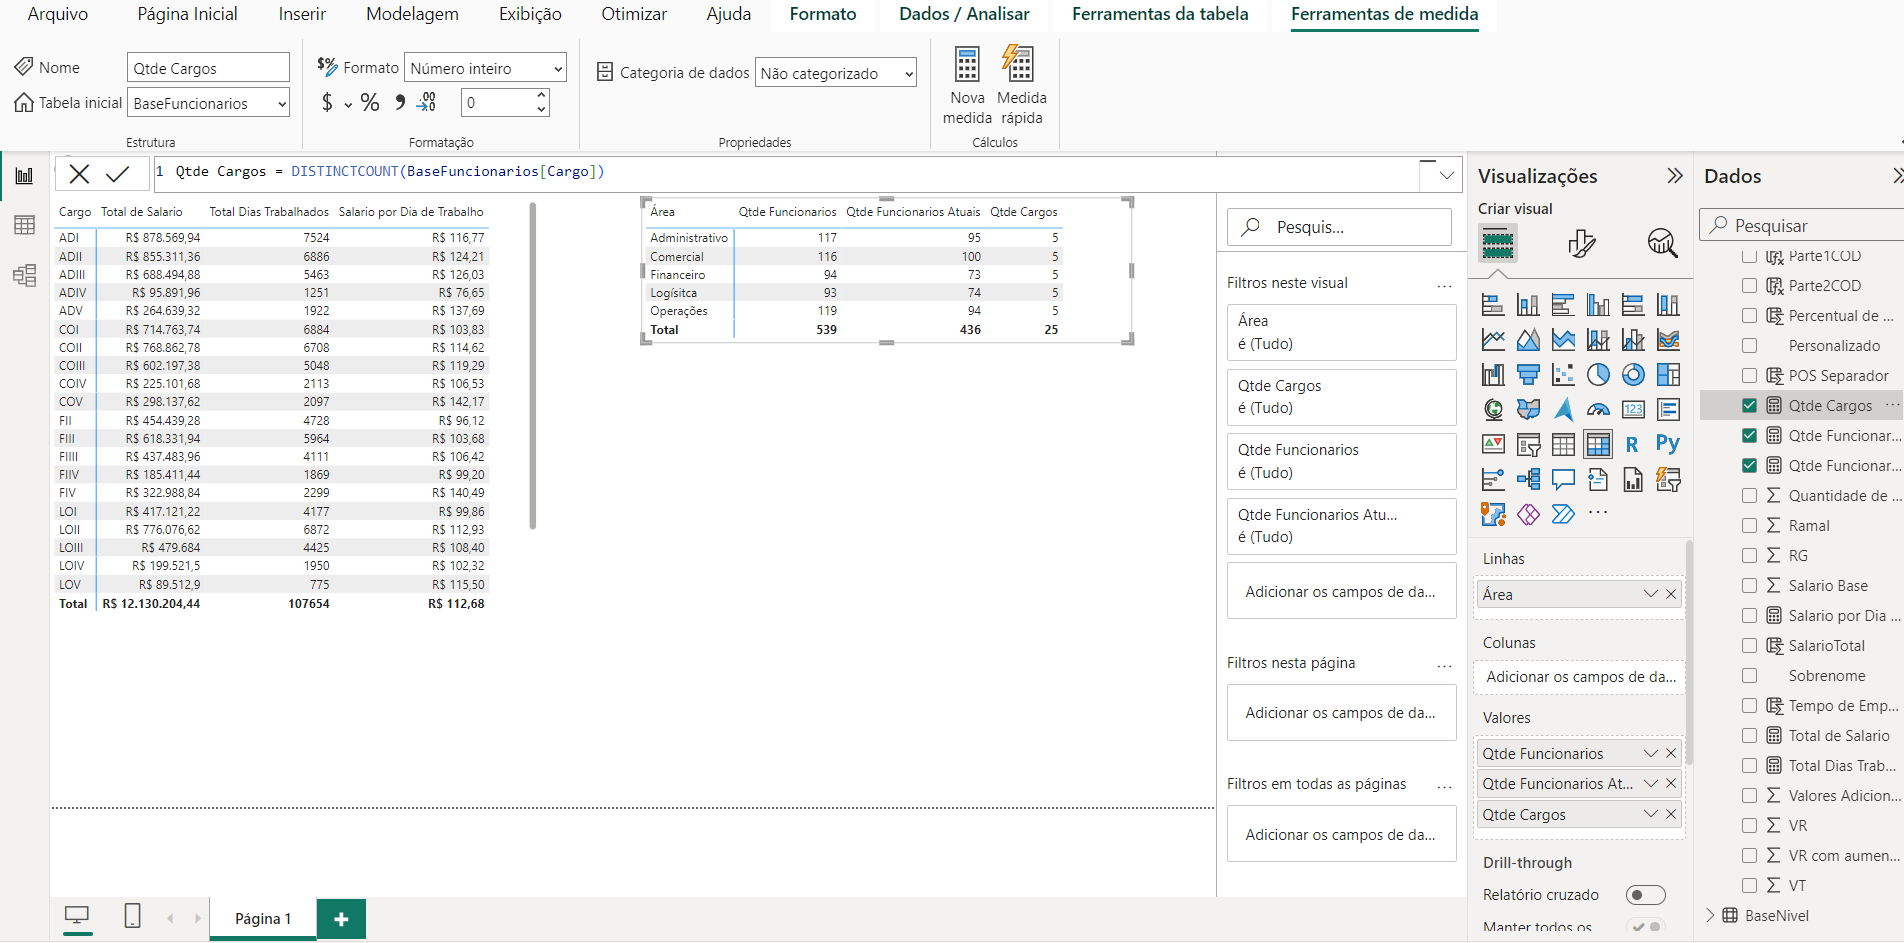 Arquivo Página Inicial Inserir Modelagem Exibição Otimizar Ajuda Formato Dados / Analisar Ferramentas da tabela Ferramentas de medida
Nome Qtde Cargos
Tabela inicial BaseFuncionarios
Estrutura
Formato Número inteiro
$ % 0
Formatação
Categoria de dados Não categorizado
Propriedades
Nova medida
Medida rápida
Cálculos
1 Qtde Cargos = DISTINCTCOUNT(BaseFuncionarios[Cargo])
Cargo Total de Salario Total Dias Trabalhados Salario por Dia de Trabalho
ADI R$ 878.569,94 7524 R$ 116,77
ADII R$ 855.311,36 6886 R$ 124,21
ADIII R$ 688.494,88 5463 R$ 126,03
ADIV R$ 95.891,96 1251 R$ 76,65
ADV R$ 264.639,32 1922 R$ 137,69
COI R$ 714.763,74 6884 R$ 103,83
COII R$ 768.862,78 6708 R$ 114,62
COIII R$ 602.197,38 5048 R$ 119,29
COIV R$ 225.101,68 2113 R$ 106,53
COV R$ 298.137,62 2097 R$ 142,17
FII R$ 454.439,28 4728 R$ 96,12
FIII R$ 618.331,94 5964 R$ 103,68
FIIII R$ 437.483,96 4111 R$ 106,42
FIIV R$ 185.411,44 1869 R$ 99,20
FIV R$ 322.988,84 2299 R$ 140,49
LOI R$ 417.121,22 4177 R$ 99,86
LOII R$ 776.076,62 6872 R$ 112,93
LOIII R$ 479.684 4425 R$ 108,40
LOIV R$ 199.521,5 1950 R$ 102,32
LOV R$ 89.512,9 775 R$ 115,50
Total R$ 12.130.204,44 107654 R$ 112,68
Área Qtde Funcionarios Qtde Funcionarios Atuais Qtde Cargos
Administrativo 117 95 5
Comercial 116 100 5
Financeiro 94 73 5
Logísitca 93 74 5
Operações 119 94 5
Total 539 436 25
Pesquis...
Filtros neste visual ...
Área
é (Tudo)
Qtde Cargos
é (Tudo)
Qtde Funcionarios
é (Tudo)
Qtde Funcionarios Atu...
é (Tudo)
Adicionar os campos de da...
Filtros nesta página ...
Adicionar os campos de da...
Filtros em todas as páginas ...
Adicionar os campos de da...
Visualizações
Criar visual
123
R Py
...
Linhas
Área
Colunas
Adicionar os campos de da...
Valores
Qtde Funcionarios
Qtde Funcionarios At...
Qtde Cargos
Drill-through
Relatório cruzado
Manter todos os
Dados
Pesquisar
Parte1COD
Parte2COD
Percentual de ...
Personalizado
POS Separador
Qtde Cargos ...
Qtde Funcionar...
Qtde Funcionar...
Quantidade de ...
Ramal
RG
Salario Base
Salario por Dia ...
SalarioTotal
Sobrenome
Tempo de Emp...
Total de Salario
Total Dias Trab...
Valores Adicion...
VR
VR com aumen...
VT
BaseNivel
Página 1
+